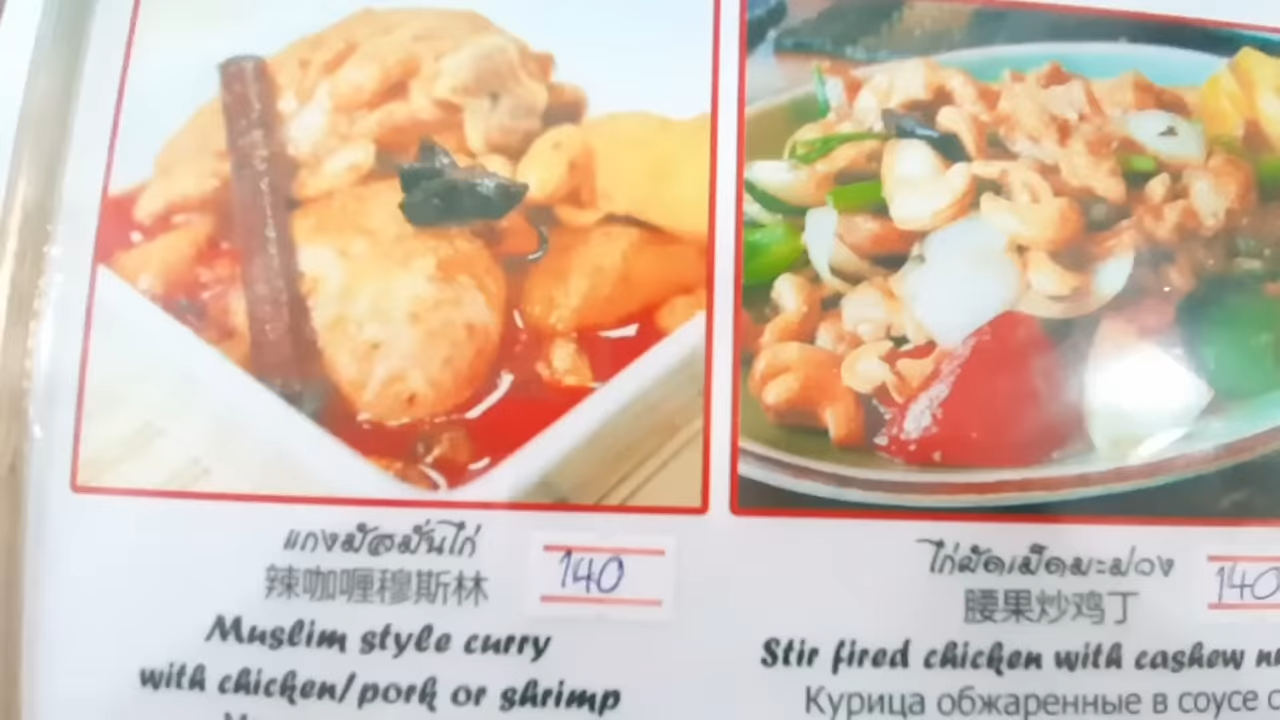 แกงมัสมั่นไก่
140
辣咖喱穆斯林
Muslim style curry
with chicken/pork or shrimp
ไก่ผัดเม็ดมะม่วง
140
腰果炒鸡丁
Stir fired chicken with cashew
Курица обжаренные в соусе